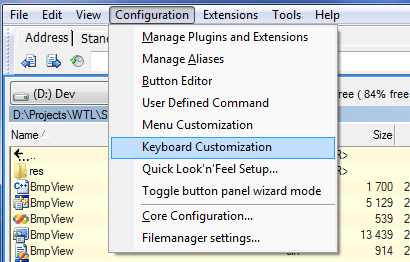 File Edit View Configuration Extensions Tools Help
Address Stan
Manage Plugins and Extensions
Manage Aliases
Button Editor
User Defined Command
Menu Customization
Keyboard Customization
Quick Look'n'Feel Setup...
Toggle button panel wizard mode
Core Configuration...
Filemanager settings...
(D:) Dev
ree ( 84% free
D:\Projects\WTL\S
Name
Size
..
R>
res
R>
BmpView
1 700 2
BmpView
5 129 2
BmpView
539 2
BmpView
13 439 2
BmpView
914 2